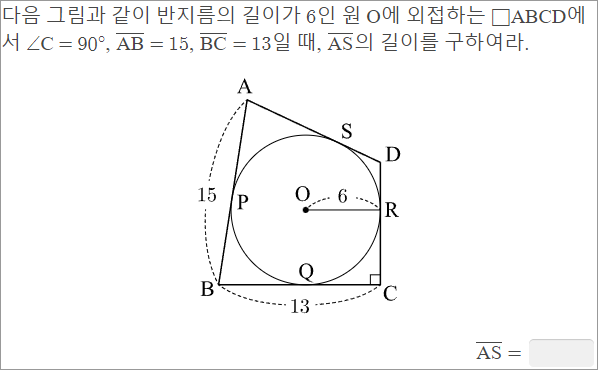 다음 그림과 같이 반지름의 길이가 6인 원 O에 외접하는 □ABCD에
서 ∠C = 90°, AB = 15, BC = 13일 때, AS의 길이를 구하여라.
A
S
D
15
P
O
6
R
B
Q
C
13
AS =